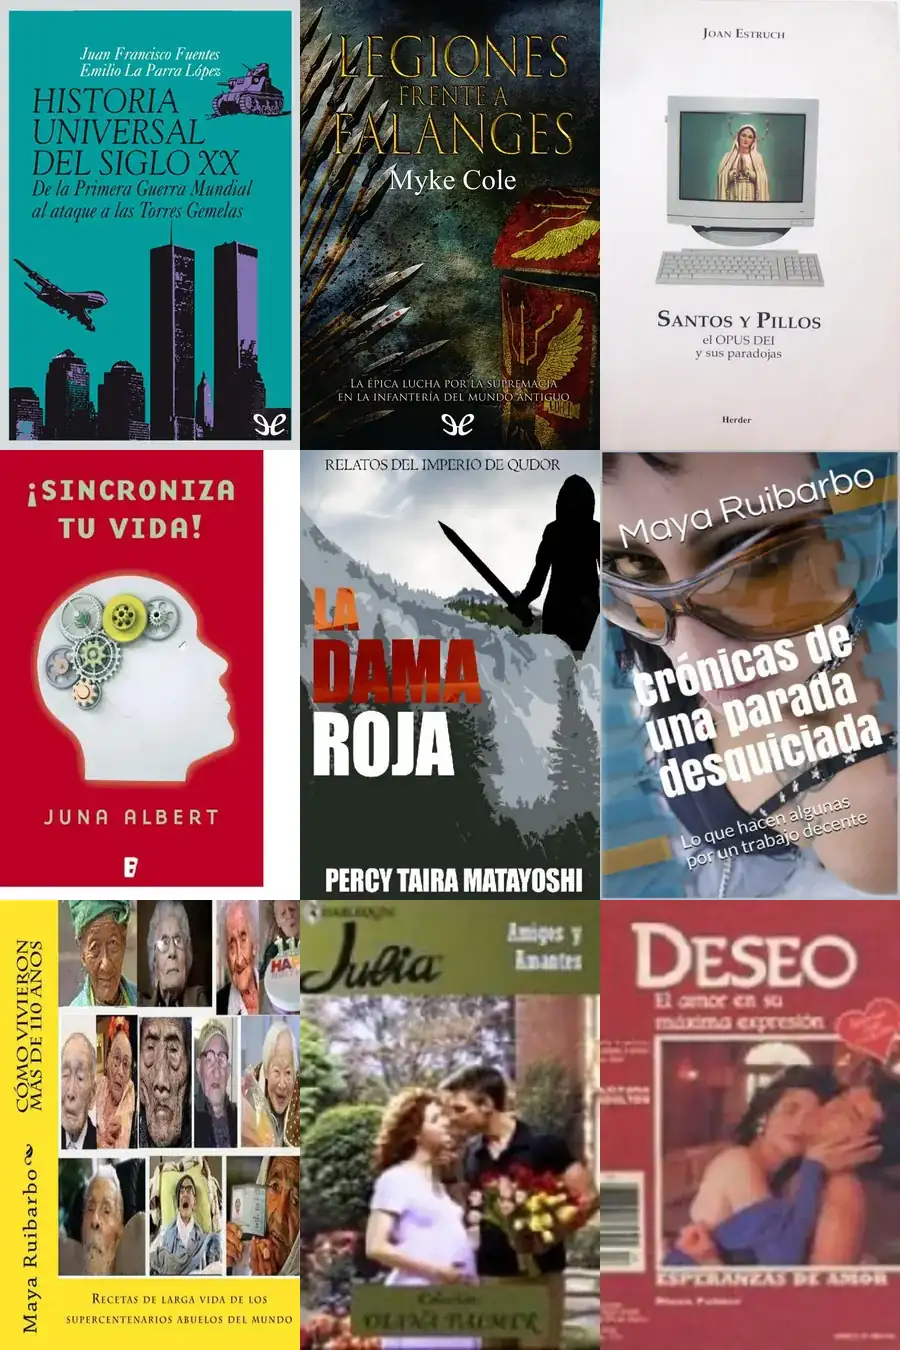 Juan Francisco Fuentes
Emilio La Parra López
HISTORIA
UNIVERSAL
DEL SIGLO XX
De la Primera Guerra Mundial
al ataque a las Torres Gemelas
LEGIONES
FRENTE A
FALANGES
Myke Cole
LA ÉPICA LUCHA POR LA SUPREMACÍA
EN LA INFANTERÍA DEL MUNDO ANTIGUO
JOAN ESTRUCH
SANTOS Y PILLOS
el OPUS DEI
y sus paradojas
Herder
¡SINCRONIZA
TU VIDA!
JUNA ALBERT
B
RELATOS DEL IMPERIO DE QUDOR
LA
DAMA
ROJA
PERCY TAIRA MATAYOSHI
Maya Ruibarbo
crónicas de
una parada
desquiciada
Lo que hacen algunas
por un trabajo decente
CÓMO VIVIERON
MÁS DE 110 AÑOS
Maya Ruibarbo
RECETAS DE LARGA VIDA DE LOS
SUPERCENTENARIOS ABUELOS DEL MUNDO
HARLEQUIN
Julia
Amigos y
Amantes
DIANA PALMER
DESEO
El amor en su
máxima expresión
ESPERANZAS DE AMOR
Diana Palmer